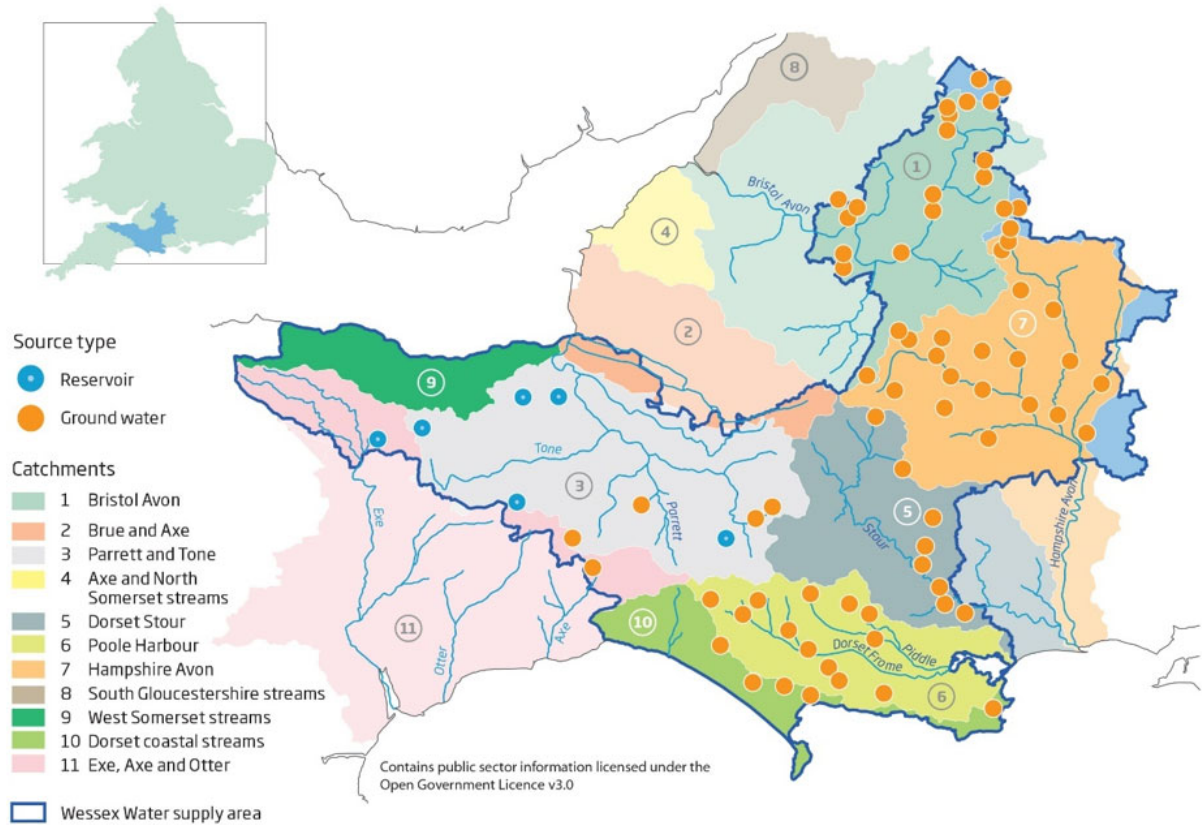 8
1
Bristol Avon
4
2
7
Source type
Reservoir
Ground water
9
Tone
3
Parrett
5
Stour
Hampshire Avon
Exe
Catchments
1 Bristol Avon
2 Brue and Axe
3 Parrett and Tone
4 Axe and North
Somerset streams
5 Dorset Stour
6 Poole Harbour
7 Hampshire Avon
8 South Gloucestershire streams
9 West Somerset streams
10 Dorset coastal streams
11 Exe, Axe and Otter
Wessex Water supply area
10
11
Otter
Axe
Piddle
Dorset Frome
6
Contains public sector information licensed under the
Open Government Licence v3.0